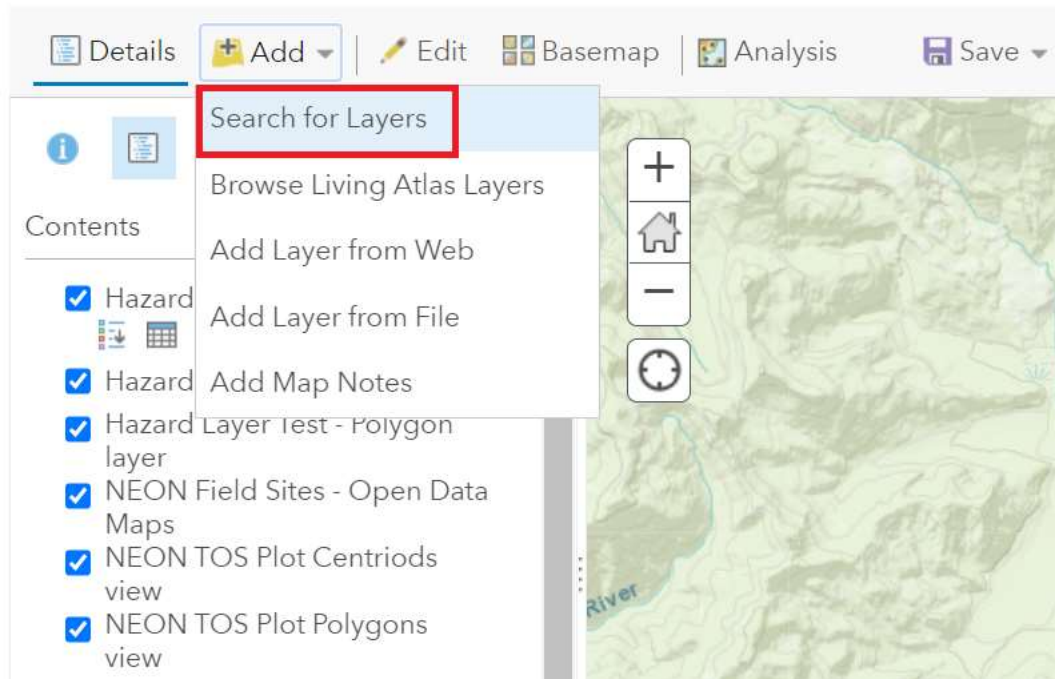 Details Add Edit Basemap Analysis Save
Search for Layers
Browse Living Atlas Layers
Contents
Add Layer from Web
Hazard
Add Layer from File
Hazard
Add Map Notes
Hazard Layer Test - Polygon
layer
NEON Field Sites - Open Data
Maps
NEON TOS Plot Centriods
view
NEON TOS Plot Polygons
view
River